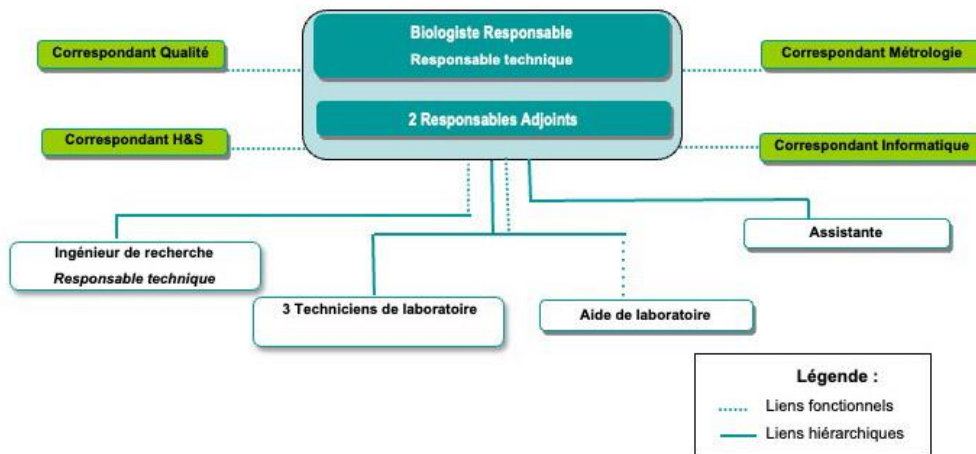 Biologiste Responsable
Responsable technique
Correspondant Qualité
Correspondant Métrologie
2 Responsables Adjoints
Correspondant H&S
Correspondant Informatique
Ingénieur de recherche
Responsable technique
Assistante
3 Techniciens de laboratoire
Aide de laboratoire
Légende :
Liens fonctionnels
Liens hiérarchiques